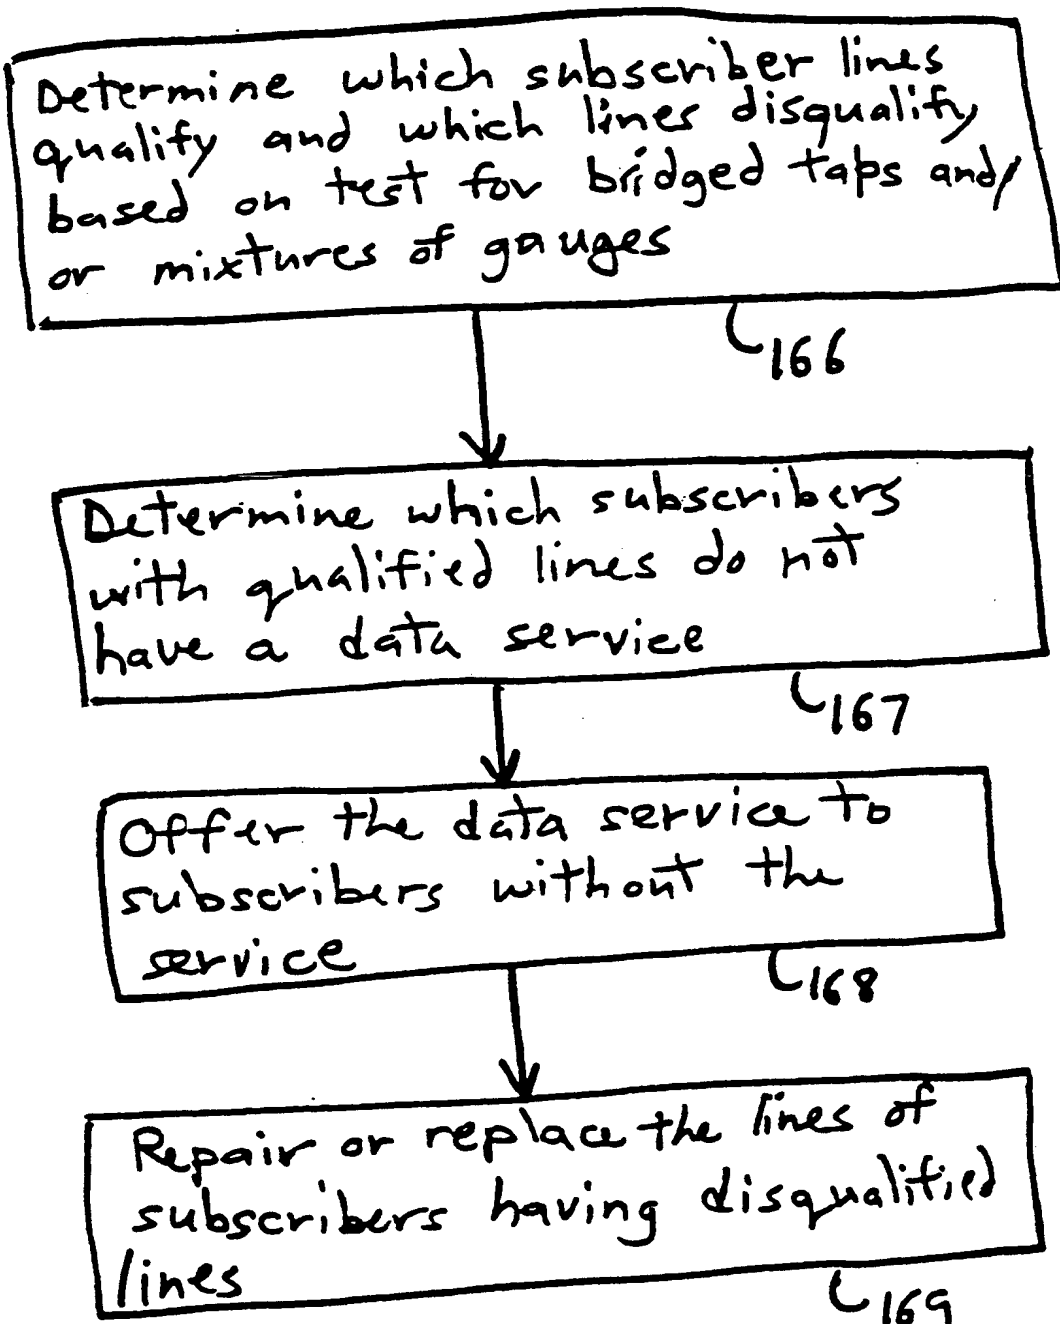 Determine which subscriber lines
qualify and which lines disqualify
based on test for bridged taps and/
or mixtures of gauges
166
Determine which subscribers
with qualified lines do not
have a data service
167
Offer the data service to
subscribers without the
service
168
Repair or replace the lines of
subscribers having disqualified
lines
169